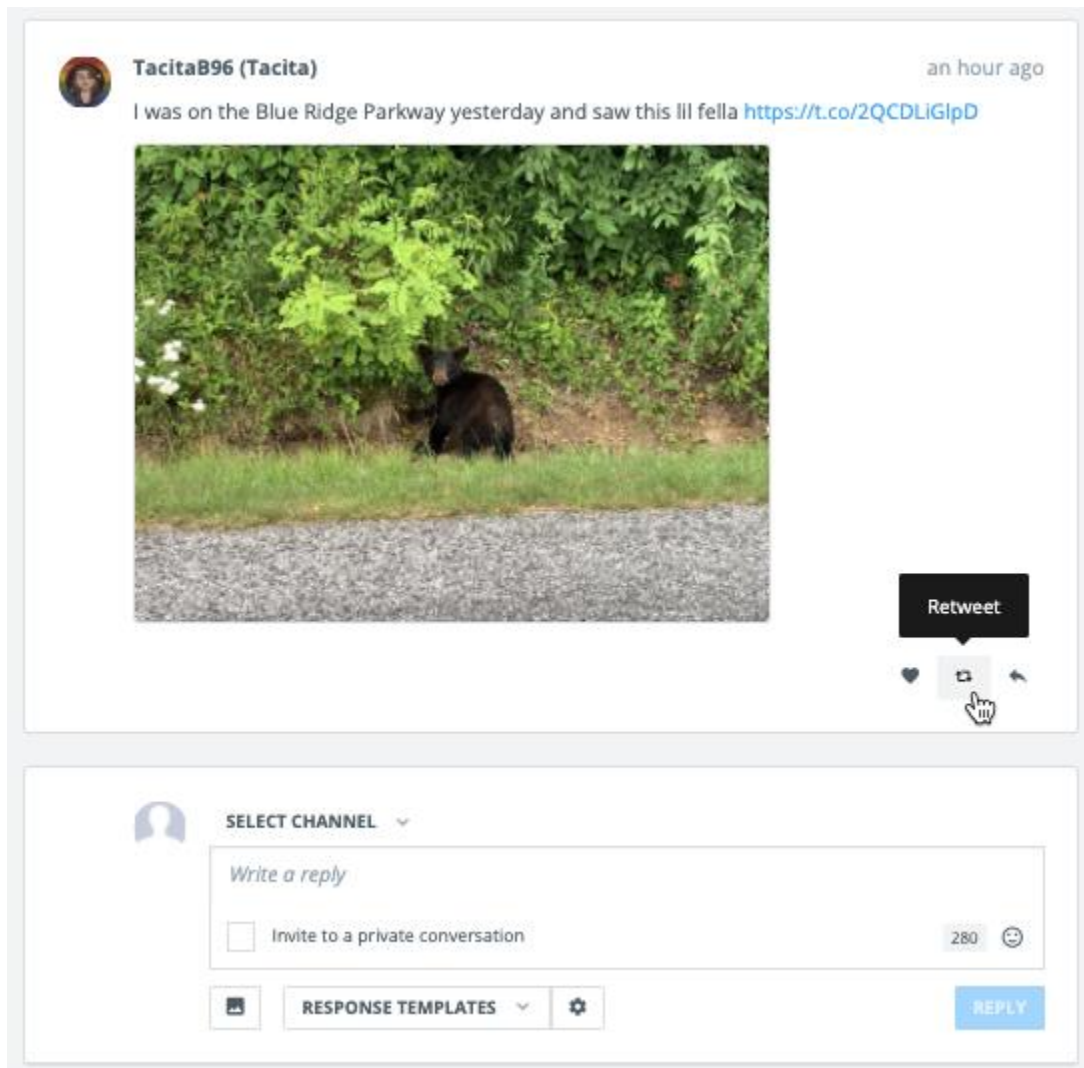 TacitaB96 (Tacita)
an hour ago
I was on the Blue Ridge Parkway yesterday and saw this lil fella https://t.co/2QCDLiGlpD
Retweet
SELECT CHANNEL
Write a reply
Invite to a private conversation
280
RESPONSE TEMPLATES
REPLY